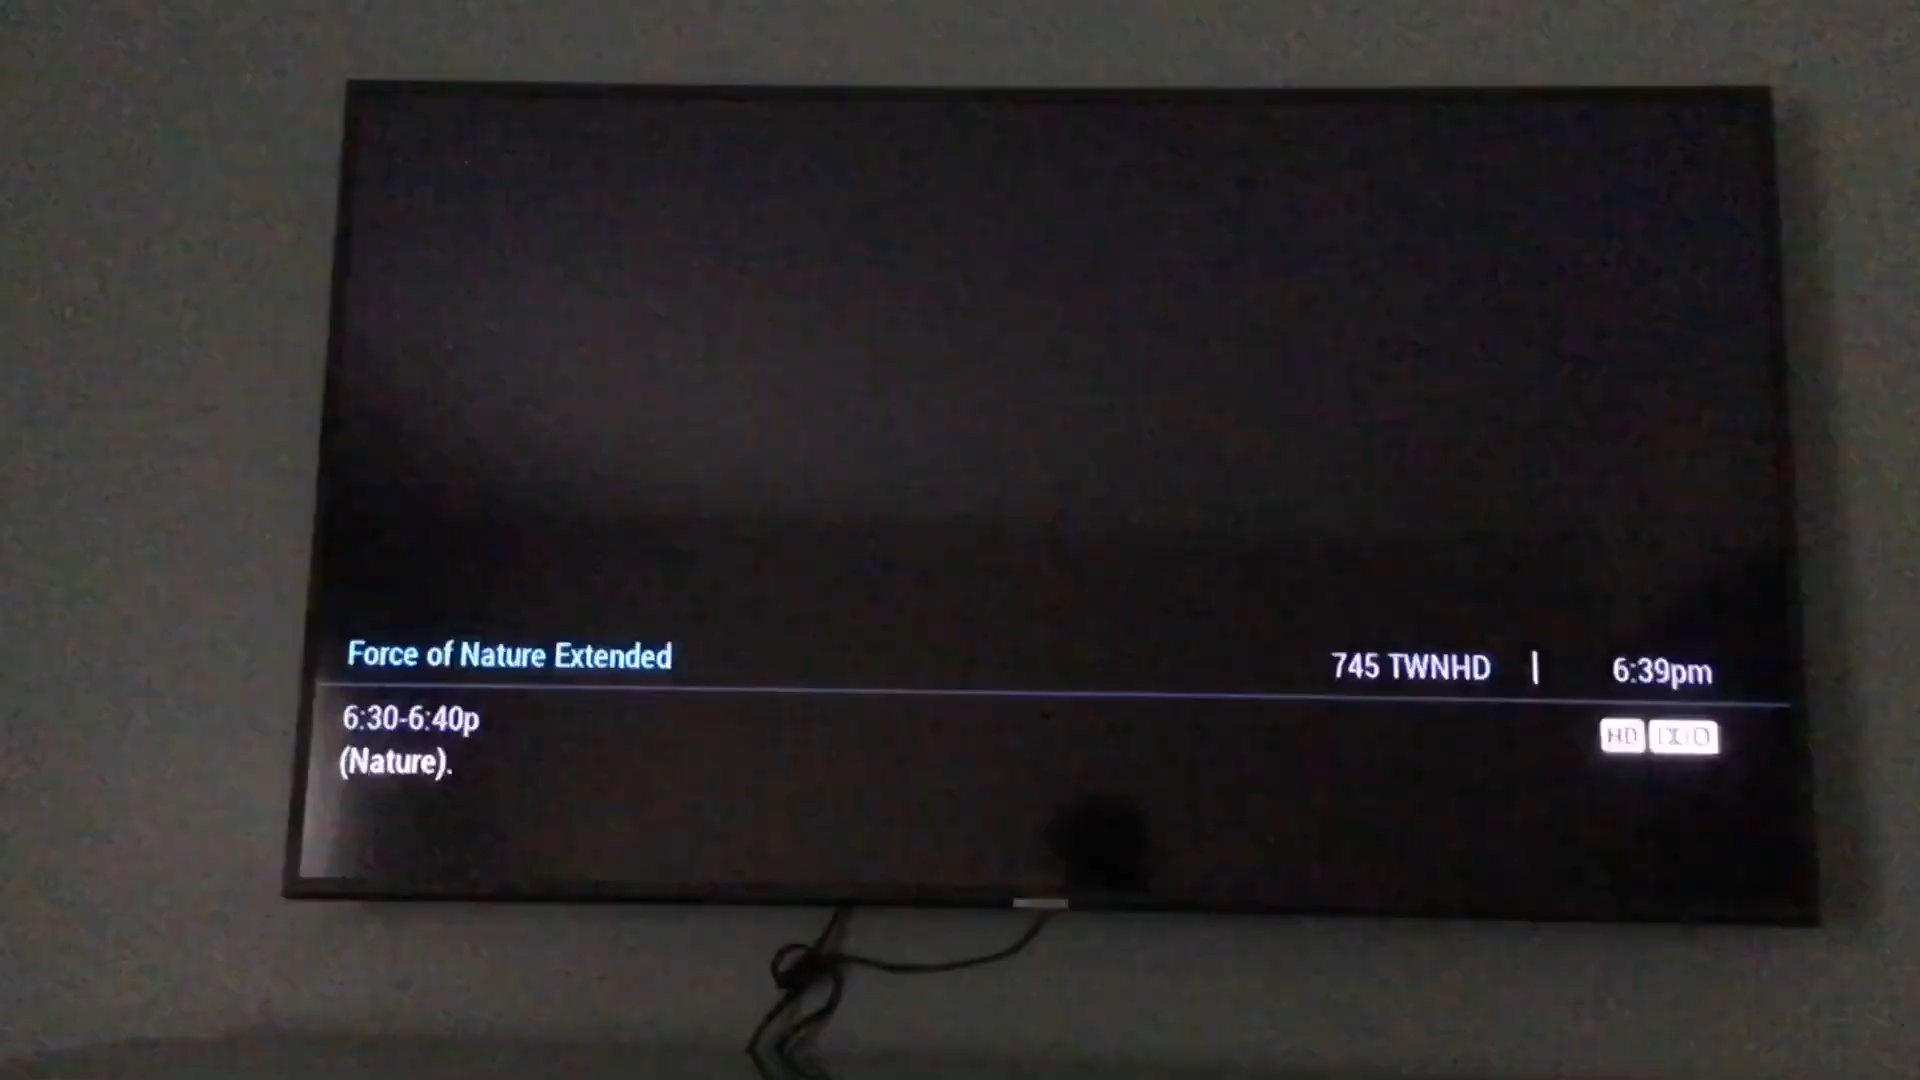 Force of Nature Extended
745 TWNHD | 6:39pm
6:30-6:40p
HD
(Nature).